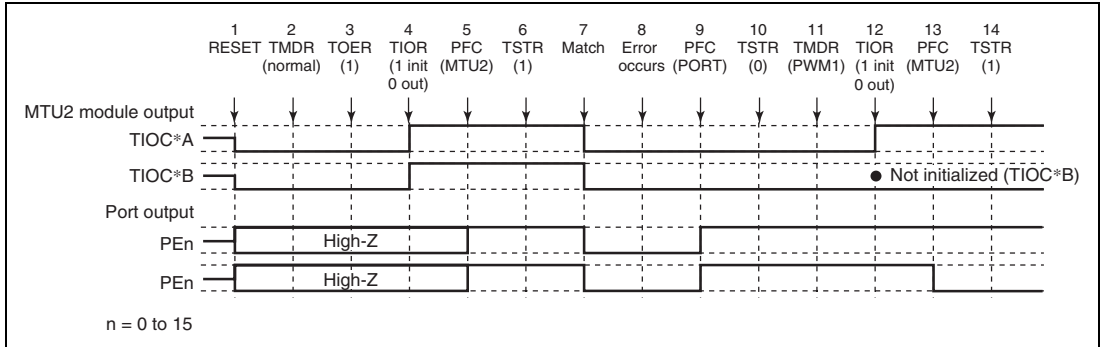 1 2 3 4 5 6 7 8 9 10 11 12 13 14
RESET TMDR TOER TIOR PFC TSTR Match Error PFC TSTR TMDR TIOR PFC TSTR
(normal) (1) (1 init (MTU2) (1) occurs (PORT) (0) (PWM1) (1 init (MTU2) (1)
0 out) 0 out)
MTU2 module output
TIOC*A
TIOC*B ● Not initialized (TIOC*B)
Port output
PEn High-Z
PEn High-Z
n = 0 to 15